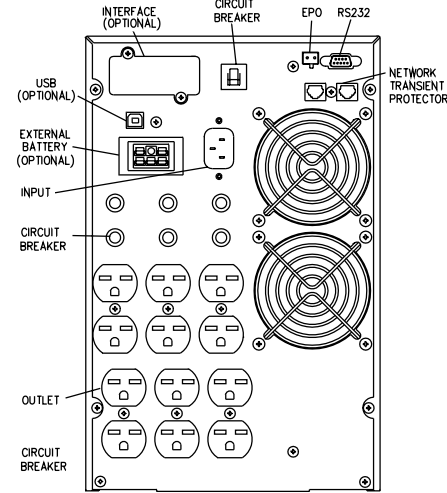 INTERFACE
(OPTIONAL)
CIRCUIT
BREAKER
EPO
RS232
NETWORK
TRANSIENT
PROTECTOR
USB
(OPTIONAL)
EXTERNAL
BATTERY
(OPTIONAL)
INPUT
CIRCUIT
BREAKER
OUTLET
CIRCUIT
BREAKER